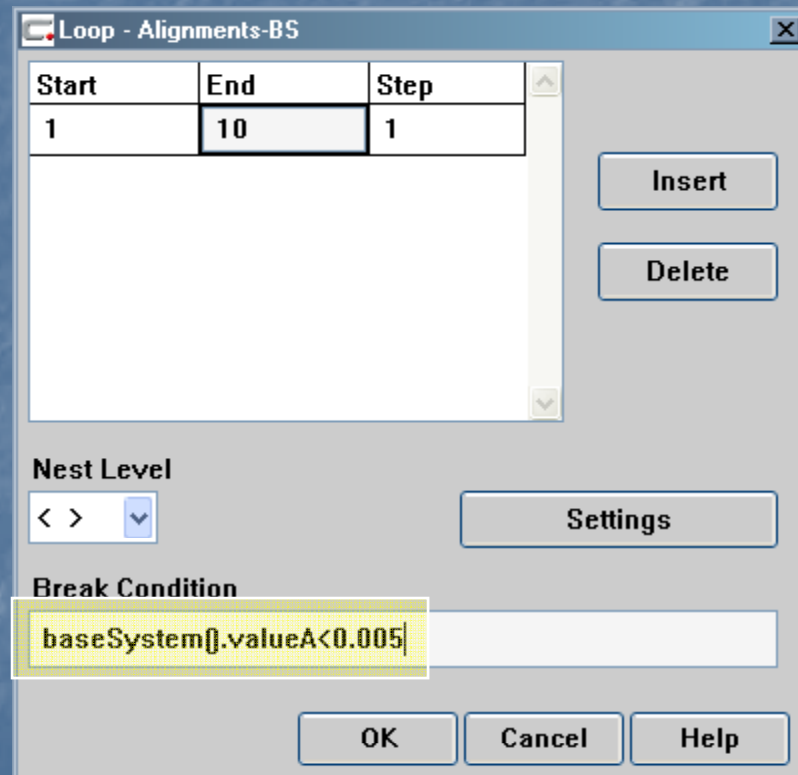 Loop - Alignments-BS
Start End Step
1 10 1
Insert
Delete
Nest Level
< >
Settings
Break Condition
baseSystem().valueA<0.005
OK Cancel Help